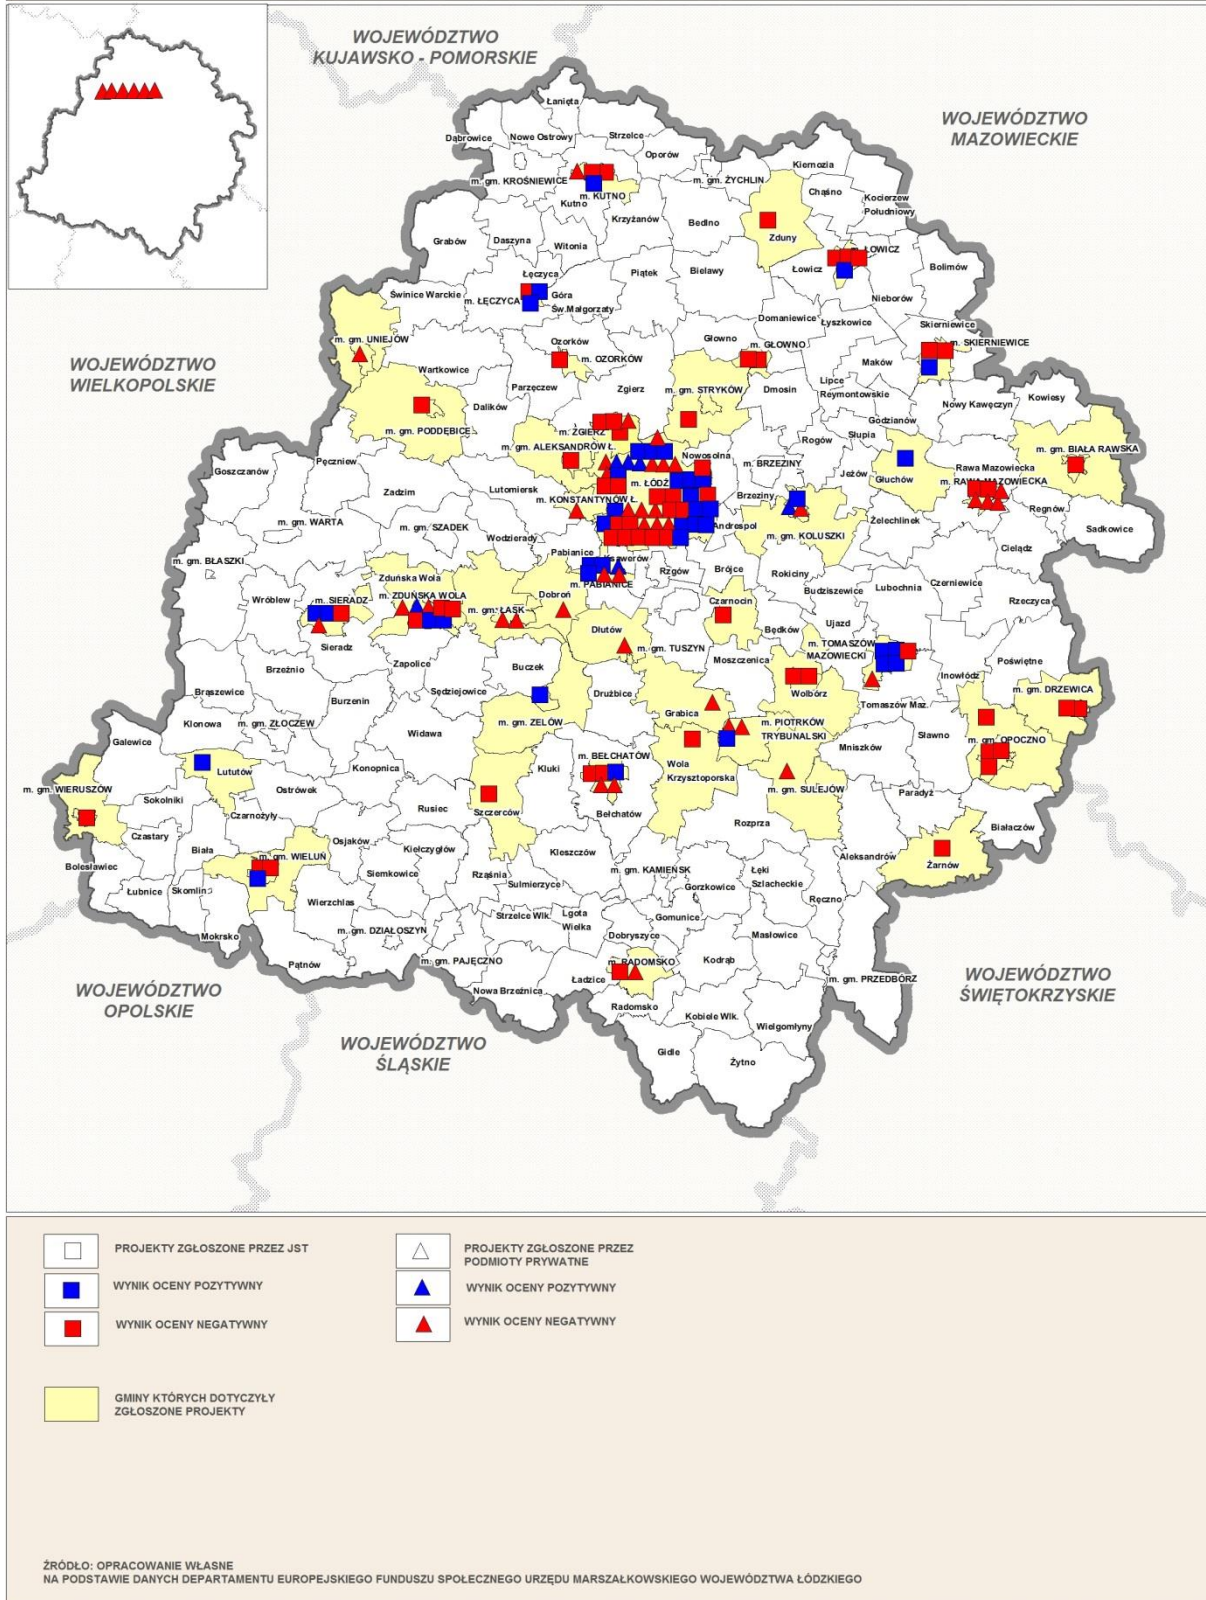 WOJEWÓDZTWO
KUJAWSKO - POMORSKIE
WOJEWÓDZTWO
MAZOWIECKIE
WOJEWÓDZTWO
WIELKOPOLSKIE
WOJEWÓDZTWO
OPOLSKIE
WOJEWÓDZTWO
ŚLĄSKIE
WOJEWÓDZTWO
ŚWIĘTOKRZYSKIE
Łanięta
Dąbrowice
Nowe Ostrowy
Strzelce
Oporów
m. gm. KROŚNIEWICE
m. KUTNO
Kutno
m. gm. ŻYCHLIN
Kiernozia
Chąśno
Kocierzew
Południowy
Krzyżanów
Bedlno
Zduny
Grabów
Daszyna
Witonia
Łęczyca
m. ŁĘCZYCA
Góra
Św.Małgorzaty
Piątek
Bielawy
Łowicz
ŁOWICZ
Bolimów
Nieborów
Świnice Warckie
m. gm. UNIEJÓW
Wartkowice
m. gm. PODDĘBICE
Dalików
Parzęczew
Ozorków
m. OZORKÓW
Zgierz
Głowno
m. GŁOWNO
Domaniewice
Łyszkowice
Skierniewice
m. SKIERNIEWICE
Maków
Dmosin
Lipce
Reymontowskie
m. gm. STRYKÓW
Nowy Kawęczyn
Kowiesy
Godzianów
Słupia
Rogów
Jeżów
Głuchów
m. gm. BIAŁA RAWSKA
Rawa Mazowiecka
m. RAWA MAZOWIECKA
Regnów
Sadkowice
Cielądz
Żelechlinek
m. BRZEZINY
Brzeziny
m. gm. KOLUSZKI
m. ZGIERZ
m. gm. ALEKSANDRÓW Ł.
Nowosolna
m. ŁÓDŹ
m. KONSTANTYNÓW Ł.
Andrespol
Lutomiersk
Goszczanów
Pęczniew
Zadzim
m. gm. WARTA
m. gm. SZADEK
Wodzierady
m. gm. BŁASZKI
Wróblew
m. SIERADZ
Sieradz
Zduńska Wola
m. ZDUŃSKA WOLA
m. gm. ŁASK
Pabianice
Ksawerów
m. PABIANICE
Dobroń
Rzgów
Brójce
Rokiciny
Budziszewice
Lubochnia
Czerniewice
Rzeczyca
Czarnocin
Będków
Ujazd
m. TOMASZÓW
MAZOWIECKI
Dłutów
m. gm. TUSZYN
Moszczenica
Wolbórz
Inowłódz
Poświętne
Tomaszów Maz.
m. gm. DRZEWICA
m. gm. OPOCZNO
Sławno
Mniszków
Paradyż
Białaczów
Żarnów
Aleksandrów
Brzeźnio
Brąszewice
Klonowa
m. gm. ZŁOCZEW
Burzenin
Zapolice
Sędziejowice
Buczek
m. gm. ZELÓW
Drużbice
Grabica
m. PIOTRKÓW
TRYBUNALSKI
Wola
Krzysztoporska
m. gm. SULEJÓW
Rozprza
Widawa
Konopnica
Galewice
Lututów
Ostrówek
Sokolniki
Czarnożyły
m. gm. WIERUSZÓW
Czastary
Bolesławiec
Łubnice
Biała
Skomlin
Mokrsko
m. gm. WIELUŃ
Osjaków
Rusiec
Szczerców
Kluki
m. BEŁCHATÓW
Bełchatów
Kiełczygłów
Siemkowice
Wierzchlas
m. gm. DZIAŁOSZYN
Pątnów
Rząśnia
Sulmierzyce
Kleszczów
m. gm. KAMIEŃSK
Gorzkowice
Łęki
Szlacheckie
Ręczno
Strzelce Wlk.
Lgota
Wielka
Gomunice
Dobryszyce
Masłowice
m. gm. PAJĘCZNO
Nowa Brzeźnica
Ładzice
m. RADOMSKO
Radomsko
Kodrąb
m. gm. PRZEDBÓRZ
Kobiele Wlk.
Wielgomłyny
Gidle
Żytno
PROJEKTY ZGŁOSZONE PRZEZ JST
WYNIK OCENY POZYTYWNY
WYNIK OCENY NEGATYWNY
PROJEKTY ZGŁOSZONE PRZEZ
PODMIOTY PRYWATNE
WYNIK OCENY POZYTYWNY
WYNIK OCENY NEGATYWNY
GMINY KTÓRYCH DOTYCZYŁY
ZGŁOSZONE PROJEKTY
ŹRÓDŁO: OPRACOWANIE WŁASNE
NA PODSTAWIE DANYCH DEPARTAMENTU EUROPEJSKIEGO FUNDUSZU SPOŁECZNEGO URZĘDU MARSZAŁKOWSKIEGO WOJEWÓDZTWA ŁÓDZKIEGO